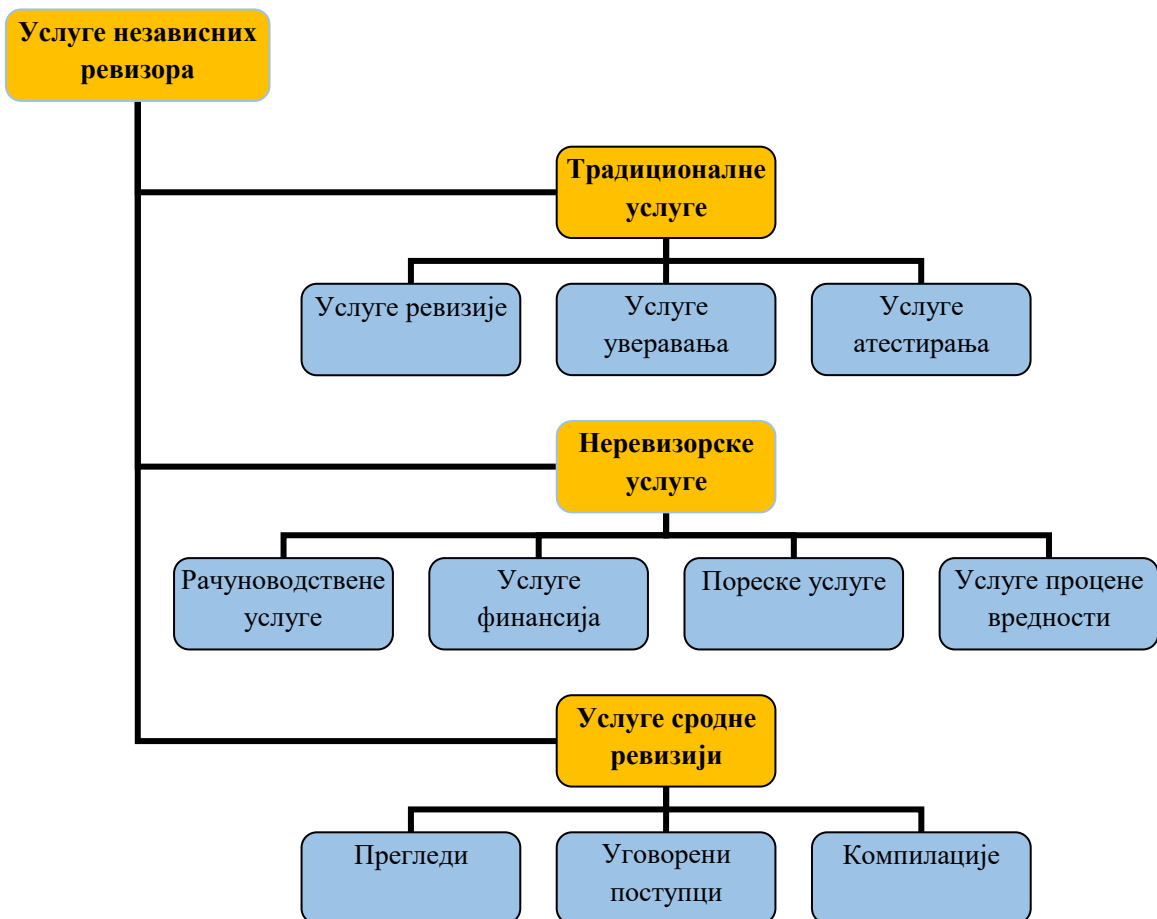 Услуге независних
ревизора
Традиционалне
услуге
Услуге ревизије
Услуге
уверавања
Услуге
атестирања
Неревизорске
услуге
Рачуноводствене
услуге
Услуге
финансија
Пореске услуге
Услуге процене
вредности
Услуге сродне
ревизији
Прегледи
Уговорени
поступци
Компилације